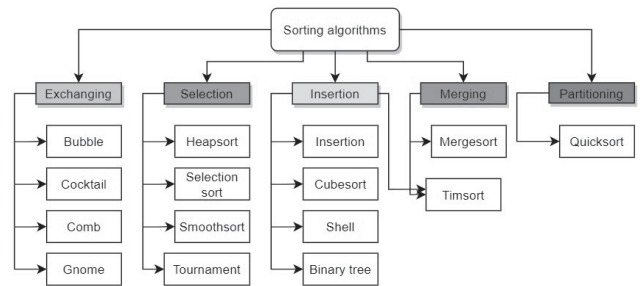 Sorting algorithms
Exchanging
Selection
Insertion
Merging
Partitioning
Bubble
Heapsort
Insertion
Mergesort
Quicksort
Cocktail
Selection
sort
Cubesort
Timsort
Comb
Smoothsort
Shell
Gnome
Tournament
Binary tree